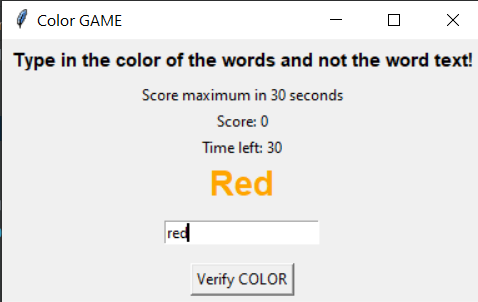 Color GAME
Type in the color of the words and not the word text!
Score maximum in 30 seconds
Score: 0
Time left: 30
Red
red
Verify COLOR